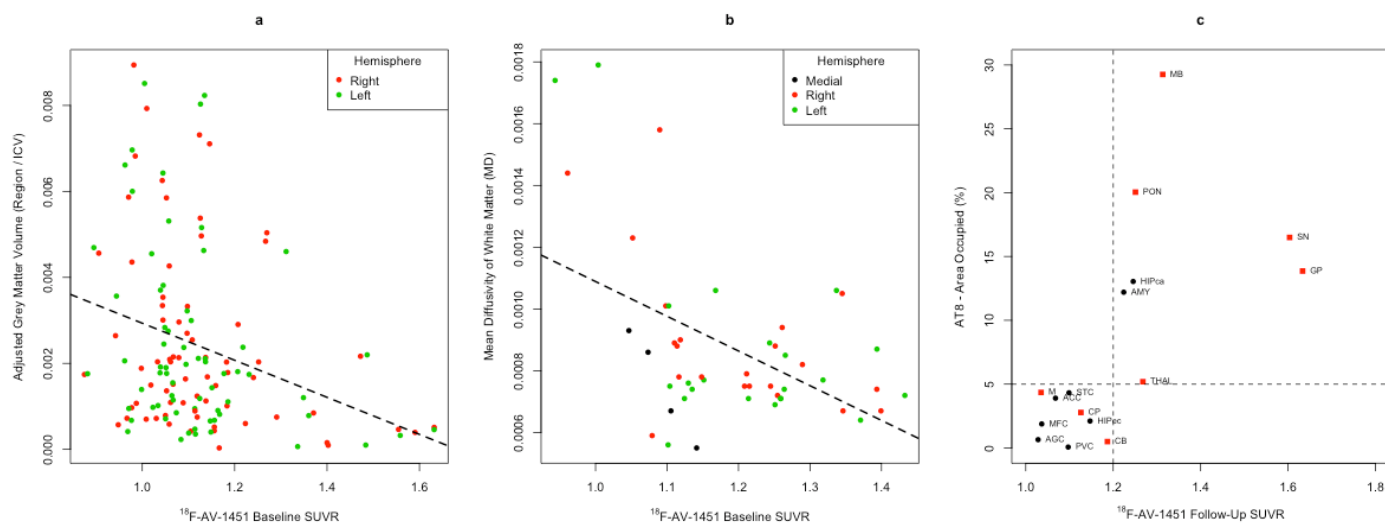 a
Hemisphere
Right
Left
Adjusted Grey Matter Volume (Region / ICV)
0.008
0.006
0.004
0.002
0.000
1.0 1.2 1.4 1.6
18F-AV-1451 Baseline SUVR
b
Hemisphere
Medial
Right
Left
Mean Diffusivity of White Matter (MD)
0.0018
0.0016
0.0014
0.0012
0.0010
0.0008
0.0006
1.0 1.1 1.2 1.3 1.4
18F-AV-1451 Baseline SUVR
c
AT8 - Area Occupied (%)
30
25
20
15
10
5
0
MB
PON
SN
GP
HIPca
AMY
THAL
STC
ACC
CP
MFC
HIPpc
AGC
CB
PVC
1.0 1.2 1.4 1.6 1.8
18F-AV-1451 Follow-Up SUVR